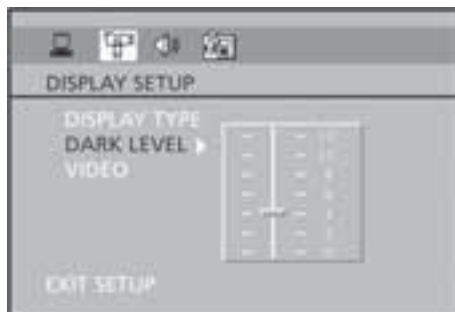 DISPLAY SETUP
DISPLAY TYPE
DARK LEVEL
VIDEO
EXIT SETUP